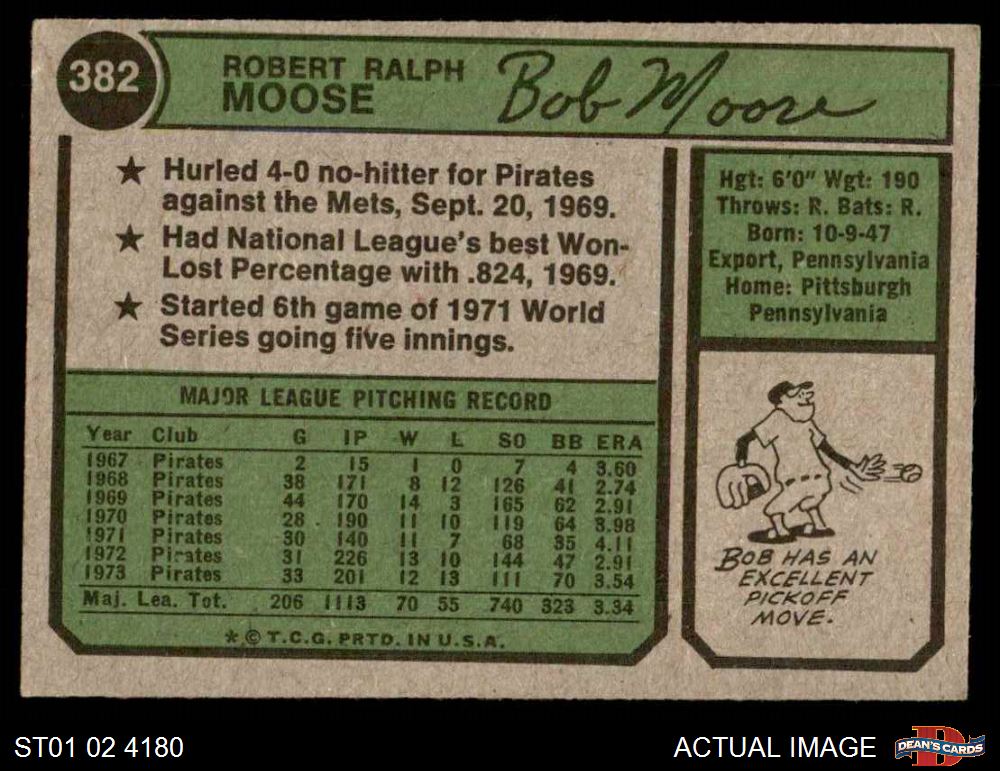 382
ROBERT RALPH
MOOSE
Bob Moose
★ Hurled 4-0 no-hitter for Pirates
against the Mets, Sept. 20, 1969.
★ Had National League's best Won-
Lost Percentage with .824, 1969.
★ Started 6th game of 1971 World
Series going five innings.
Hgt: 6'0" Wgt: 190
Throws: R. Bats: R.
Born: 10-9-47
Export, Pennsylvania
Home: Pittsburgh
Pennsylvania
MAJOR LEAGUE PITCHING RECORD
Year Club G IP W L SO BB ERA
1967 Pirates 2 15 1 0 7 4 3.60
1968 Pirates 38 171 8 12 126 41 2.74
1969 Pirates 44 170 14 3 165 62 2.91
1970 Pirates 28 190 11 10 119 64 3.98
1971 Pirates 30 140 11 7 68 35 4.11
1972 Pirates 31 226 13 10 144 47 2.91
1973 Pirates 33 201 12 13 111 70 3.54
Maj. Lea. Tot. 206 1113 70 55 740 323 3.34
*© T.C.G. PRTD. IN U.S.A.
BOB HAS AN
EXCELLENT
PICKOFF
MOVE.
ST01 02 4180
ACTUAL IMAGE
D
DEAN'S CARDS